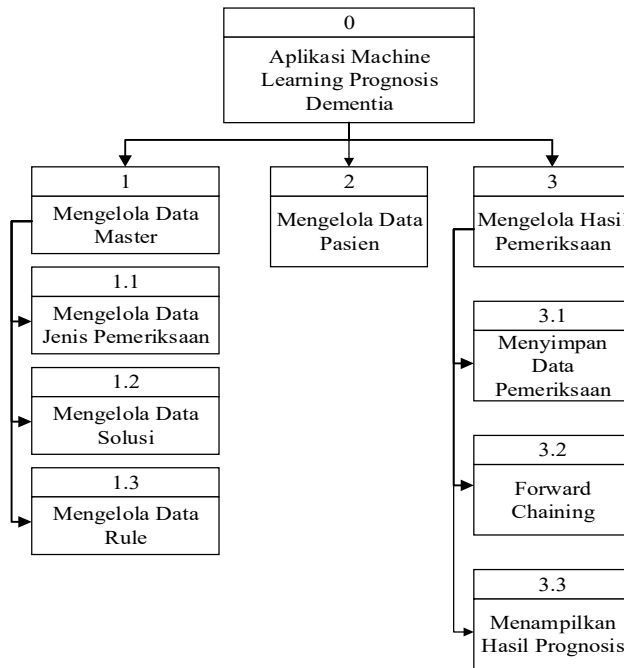 0
Aplikasi Machine
Learning Prognosis
Dementia
1
Mengelola Data
Master
2
Mengelola Data
Pasien
3
Mengelola Hasil
Pemeriksaan
1.1
Mengelola Data
Jenis Pemeriksaan
1.2
Mengelola Data
Solusi
1.3
Mengelola Data
Rule
3.1
Menyimpan
Data
Pemeriksaan
3.2
Forward
Chaining
3.3
Menampilkan
Hasil Prognosis